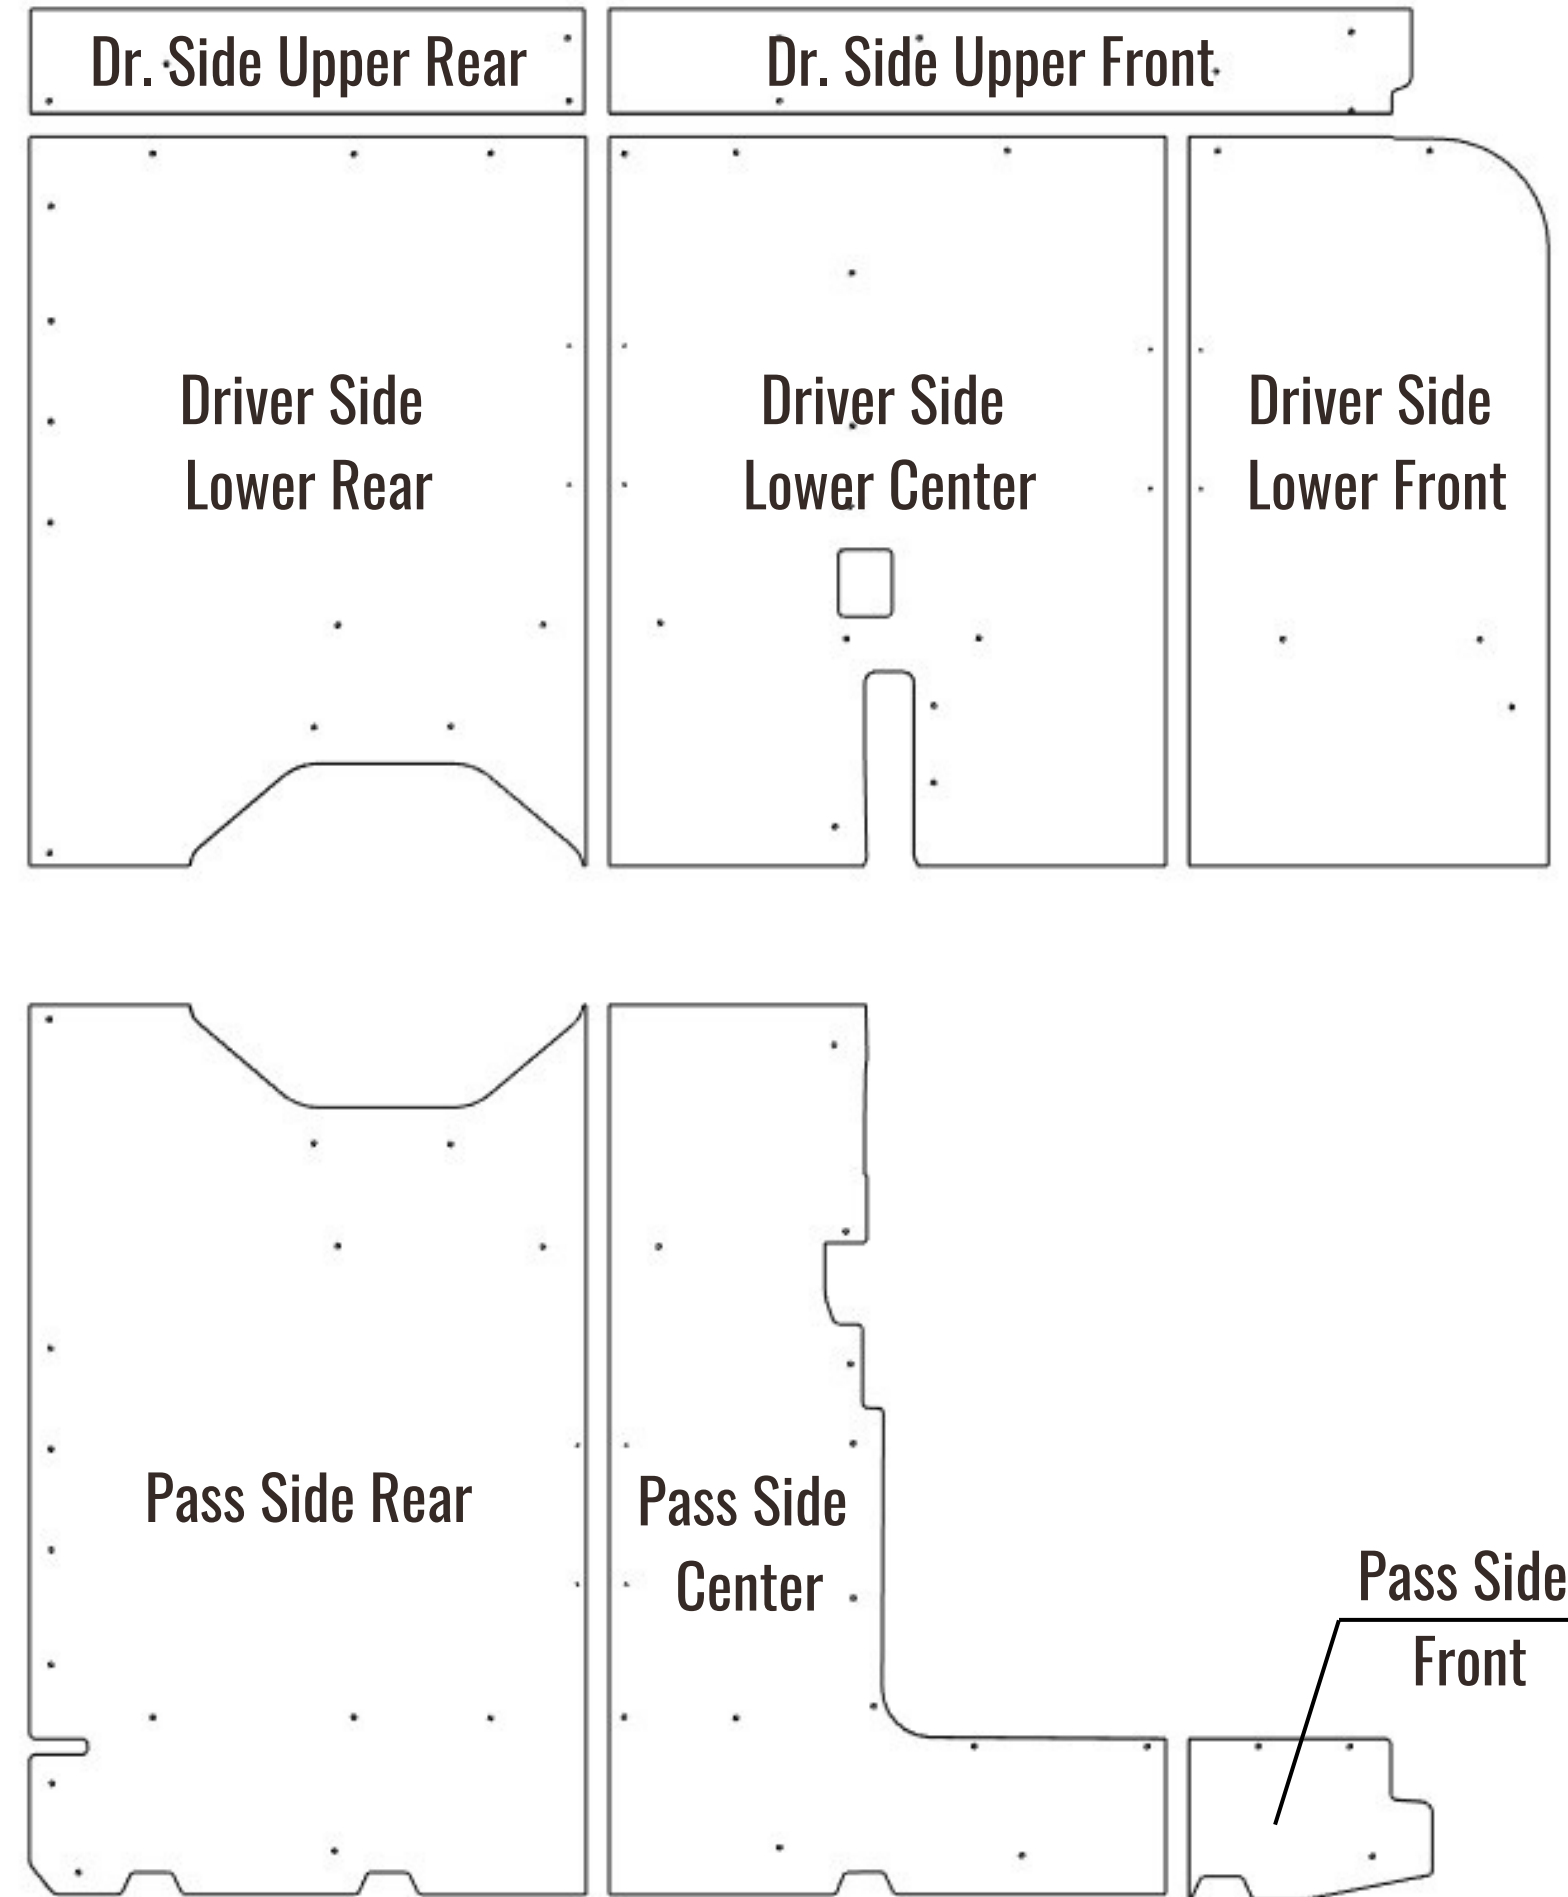 Dr. Side Upper Rear
Dr. Side Upper Front
Driver Side
Lower Rear
Driver Side
Lower Center
Driver Side
Lower Front
Pass Side Rear
Pass Side
Center
Pass Side
Front